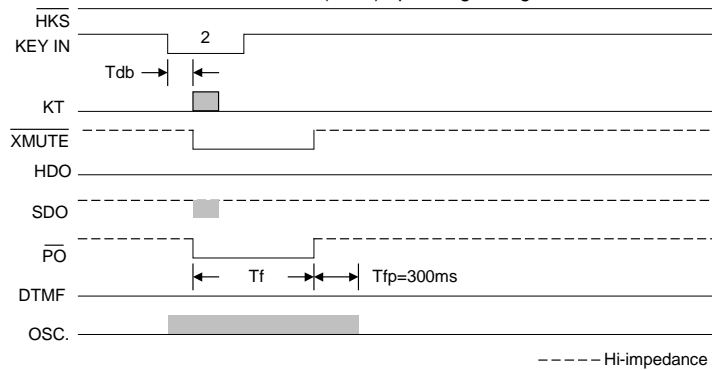 HKS
KEY IN
2
Tdb
KT
XMUTE
HDO
SDO
PO
Tf
Tfp=300ms
DTMF
OSC.
Hi-impedance